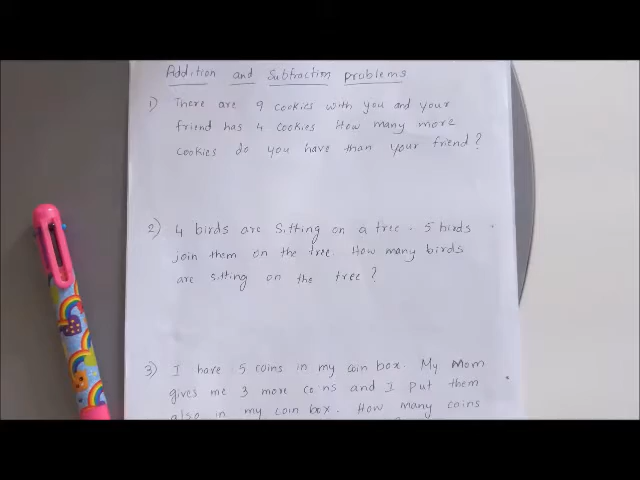 Addition and Subtraction problems
1) There are 9 cookies with you and your
friend has 4 cookies How many more
cookies do you have than your friend?
2) 4 birds are sitting on a tree. 5 birds
join them on the tree. How many birds
are sitting on the tree?
3) I have 5 coins in my coin box. My Mom
gives me 3 more coins and I put them
also in my coin box. How many coins